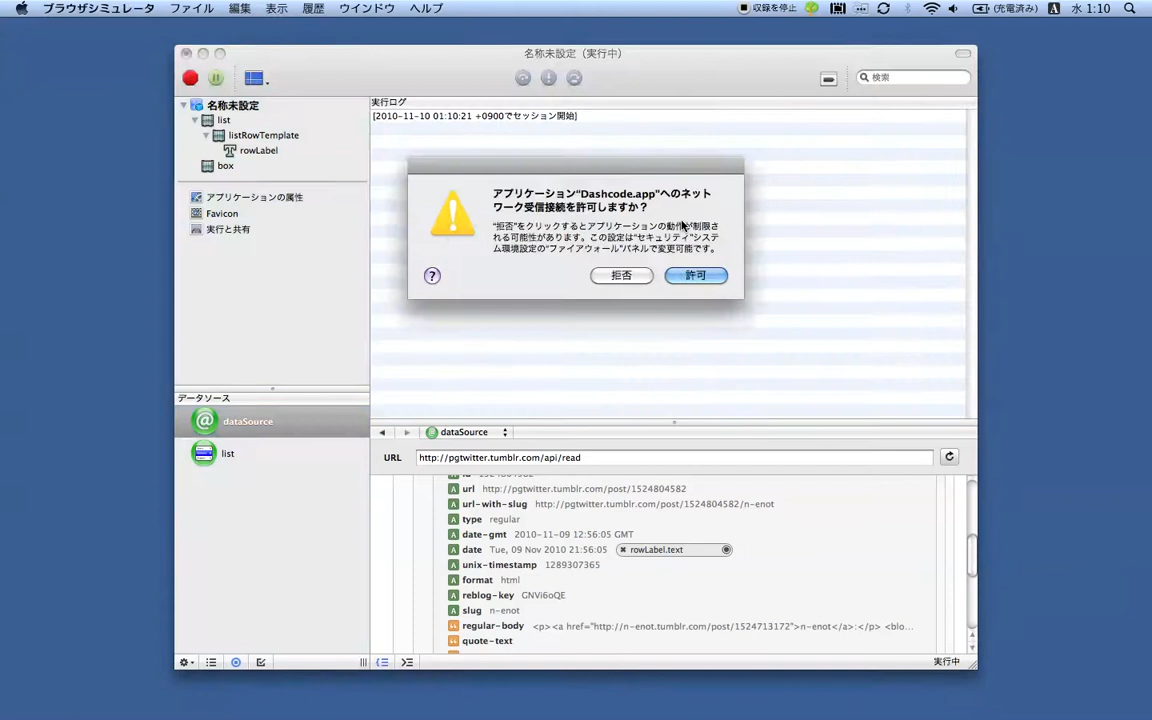 ブラウザシミュレータ ファイル 編集 表示 履歴 ウインドウ ヘルプ 収録を停止 (充電済み) A 水 1:10
名称未設定（実行中）
検索
名称未設定
list
listRowTemplate
rowLabel
box
アプリケーションの属性
Favicon
実行と共有
実行ログ
[2010-11-10 01:10:21 +0900でセッション開始]
アプリケーション“Dashcode.app”へのネット
ワーク受信接続を許可しますか？
“拒否”をクリックするとアプリケーションの動作が制限さ
れる可能性があります。この設定は“セキュリティ”システ
ム環境設定の“ファイアウォール”パネルで変更可能です。
? 拒否 許可
データソース
dataSource
list
dataSource
URL http://pgtwitter.tumblr.com/api/read
url http://pgtwitter.tumblr.com/post/1524804582
url-with-slug http://pgtwitter.tumblr.com/post/1524804582/n-enot
type regular
date-gmt 2010-11-09 12:56:05 GMT
date Tue, 09 Nov 2010 21:56:05 rowLabel.text
unix-timestamp 1289307365
format html
reblog-key GNVi6oQE
slug n-enot
regular-body <p><a href="http://n-enot.tumblr.com/post/1524713172">n-enot</a>:</p> <blo...
quote-text
実行中